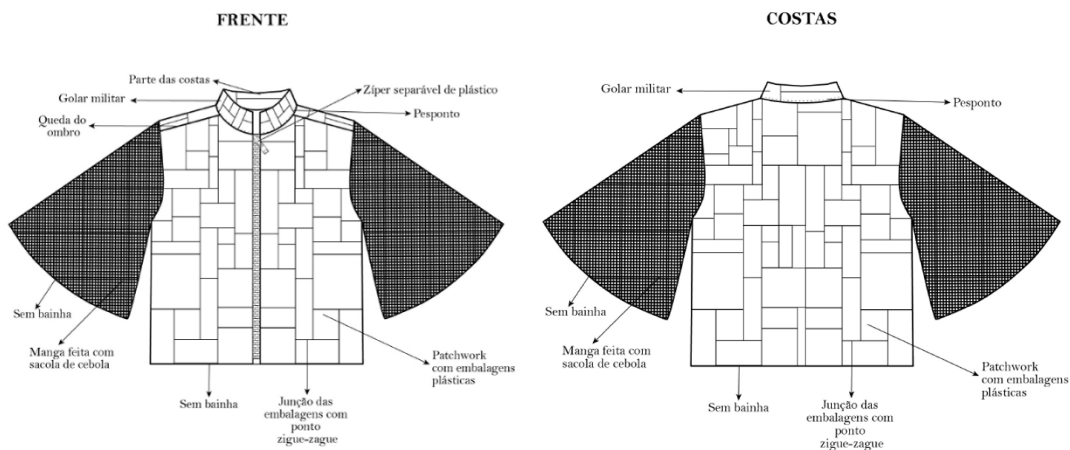 FRENTE
Parte das costas
Golar militar
Queda do
ombro
Zíper separável de plástico
Pesponto
Sem bainha
Manga feita com
sacola de cebola
Sem bainha
Junção das
embalagens com
ponto
zigue-zague
Patchwork
com embalagens
plásticas
COSTAS
Golar militar
Pesponto
Sem bainha
Manga feita com
sacola de cebola
Sem bainha
Junção das
embalagens com
ponto
zigue-zague
Patchwork
com embalagens
plásticas